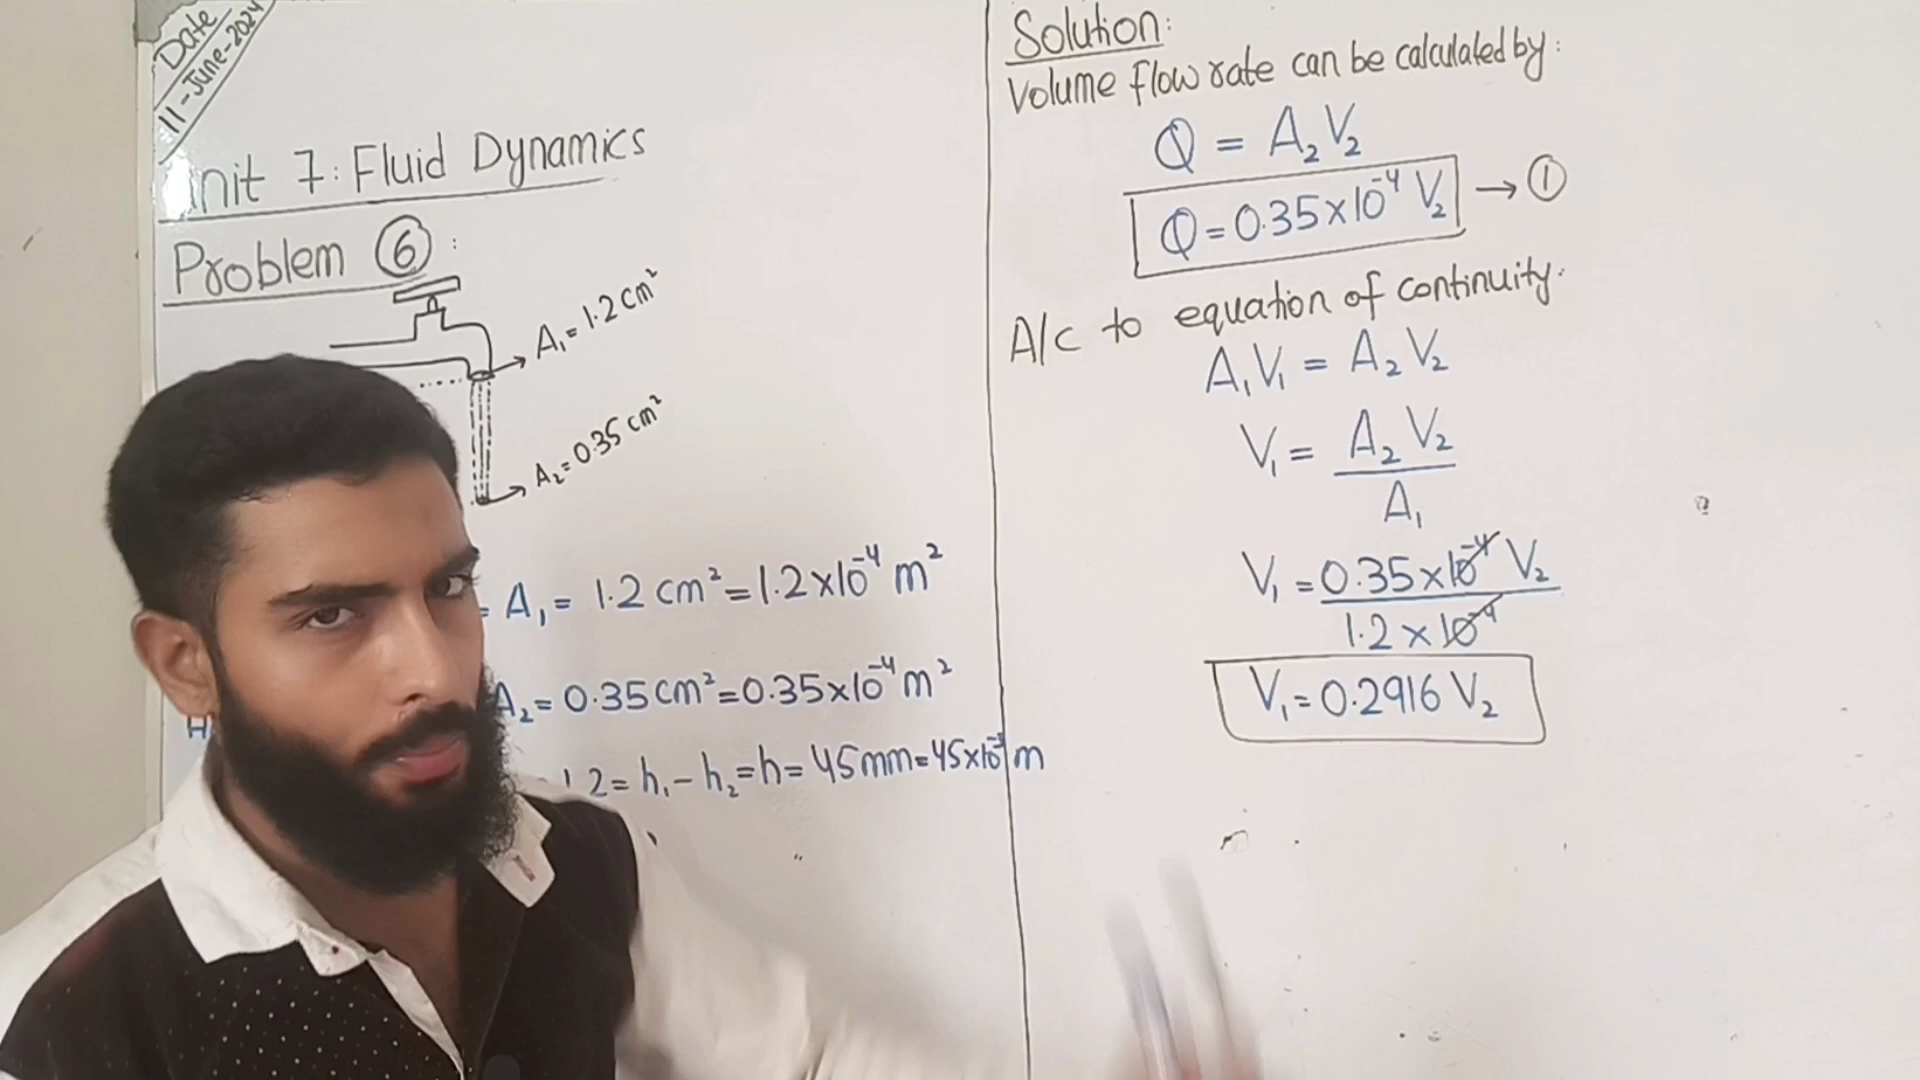 Date
11-June-2024
Unit 7: Fluid Dynamics
Problem 6 :
A₁ = 1.2 cm²
A₂ = 0.35 cm²
= A₁ = 1.2 cm² = 1.2 × 10⁻⁴ m²
A₂ = 0.35 cm² = 0.35 × 10⁻⁴ m²
2 = h₁ - h₂ = h = 45mm = 45×10⁻³ m
Solution:
Volume flow rate can be calculated by:
Q = A₂ V₂
Q = 0.35 × 10⁻⁴ V₂ → 1
A/c to equation of continuity:
A₁V₁ = A₂V₂
V₁ = A₂V₂
A₁
V₁ = 0.35 × 10⁻⁴ V₂
1.2 × 10⁻⁴
V₁ = 0.2916 V₂